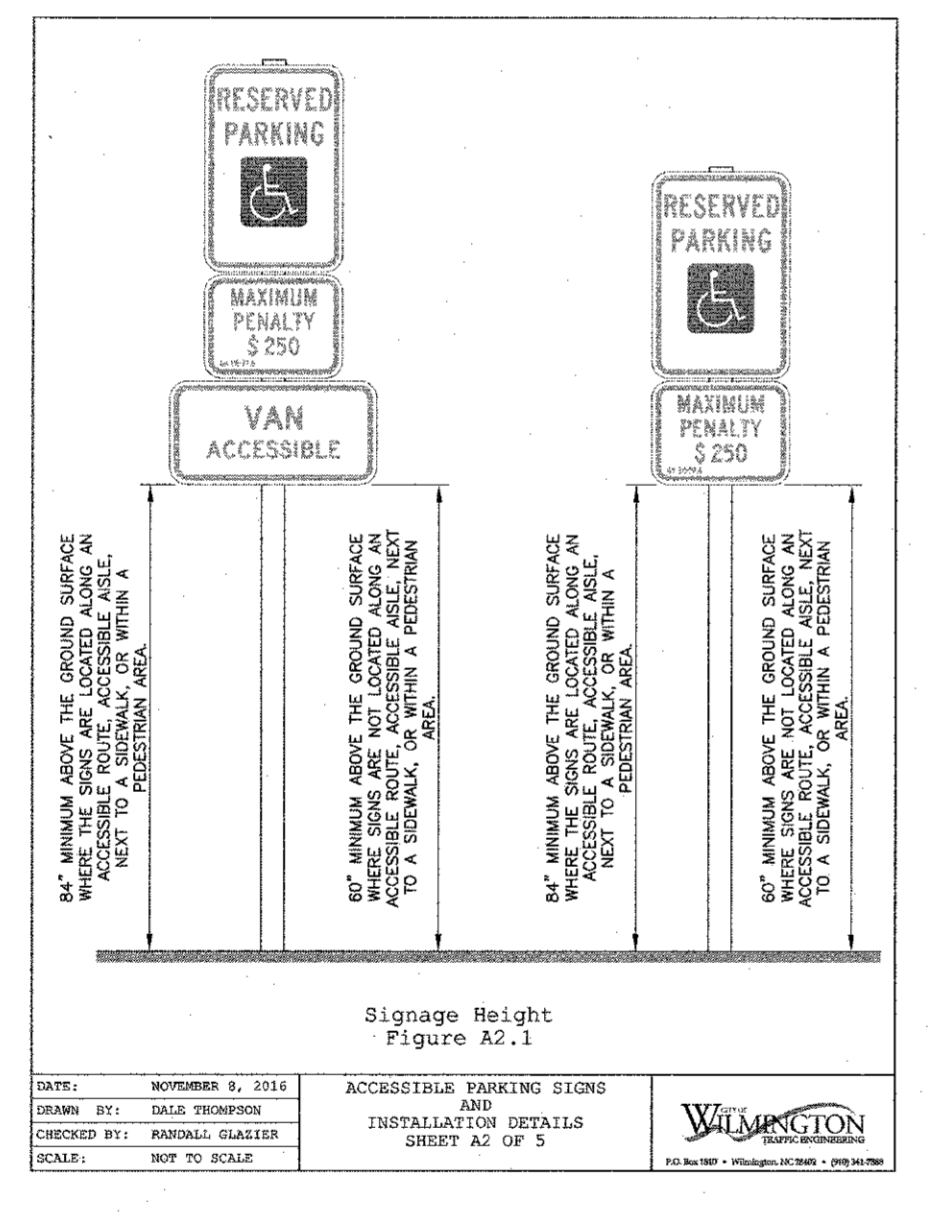 RESERVED
PARKING
MAXIMUM
PENALTY
$ 250
VAN
ACCESSIBLE
RESERVED
PARKING
MAXIMUM
PENALTY
$ 250
84" MINIMUM ABOVE THE GROUND SURFACE
WHERE THE SIGNS ARE LOCATED ALONG AN
ACCESSIBLE ROUTE, ACCESSIBLE AISLE,
NEXT TO A SIDEWALK, OR WITHIN A
PEDESTRIAN AREA.
60" MINIMUM ABOVE THE GROUND SURFACE
WHERE SIGNS ARE NOT LOCATED ALONG AN
ACCESSIBLE ROUTE, ACCESSIBLE AISLE, NEXT
TO A SIDEWALK, OR WITHIN A PEDESTRIAN
AREA.
84" MINIMUM ABOVE THE GROUND SURFACE
WHERE THE SIGNS ARE LOCATED ALONG AN
ACCESSIBLE ROUTE, ACCESSIBLE AISLE,
NEXT TO A SIDEWALK, OR WITHIN A
PEDESTRIAN AREA.
60" MINIMUM ABOVE THE GROUND SURFACE
WHERE SIGNS ARE NOT LOCATED ALONG AN
ACCESSIBLE ROUTE, ACCESSIBLE AISLE, NEXT
TO A SIDEWALK, OR WITHIN A PEDESTRIAN
AREA.
Signage Height
Figure A2.1
DATE: NOVEMBER 8, 2016
DRAWN BY: DALE THOMPSON
CHECKED BY: RANDALL GLAZIER
SCALE: NOT TO SCALE
ACCESSIBLE PARKING SIGNS
AND
INSTALLATION DETAILS
SHEET A2 OF 5
CITY OF
WILMINGTON
TRAFFIC ENGINEERING
P.O. Box 1810 • Wilmington, NC 28402 • (910) 341-7888